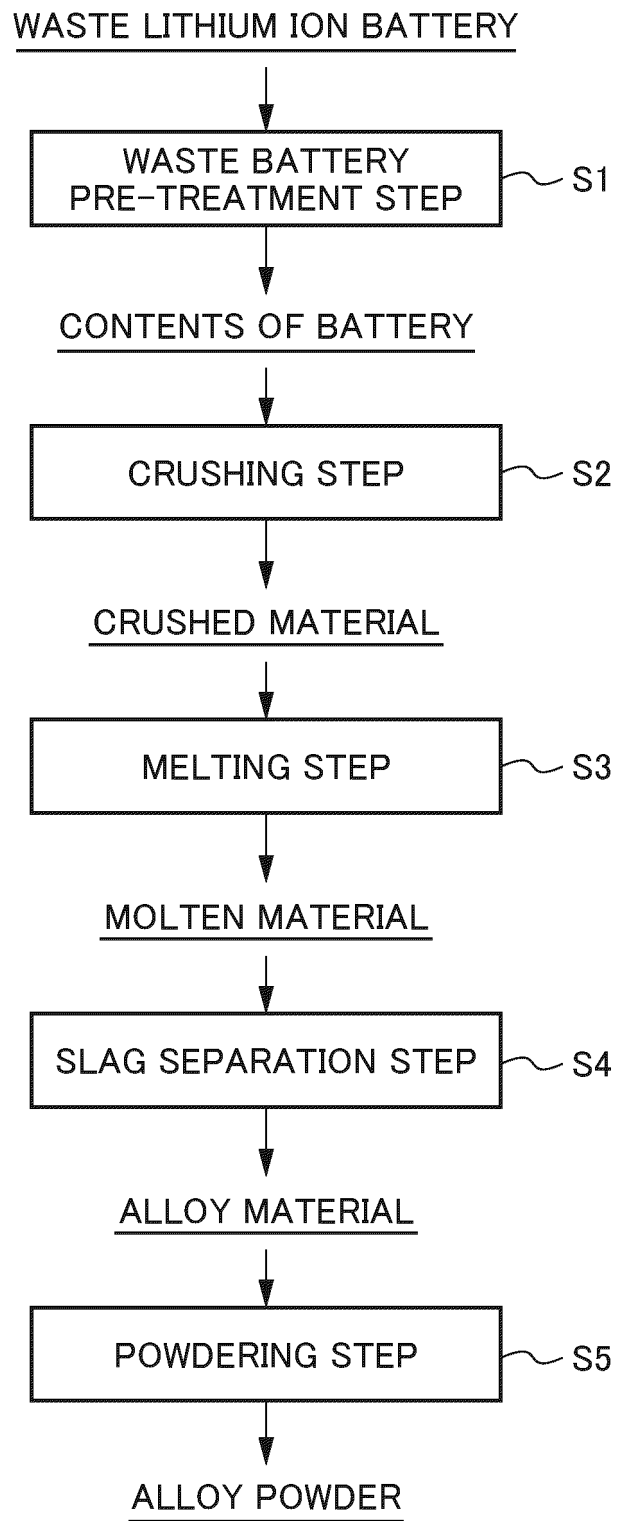 WASTE LITHIUM ION BATTERY
WASTE BATTERY
PRE-TREATMENT STEP
S1
CONTENTS OF BATTERY
CRUSHING STEP
S2
CRUSHED MATERIAL
MELTING STEP
S3
MOLTEN MATERIAL
SLAG SEPARATION STEP
S4
ALLOY MATERIAL
POWDERING STEP
S5
ALLOY POWDER